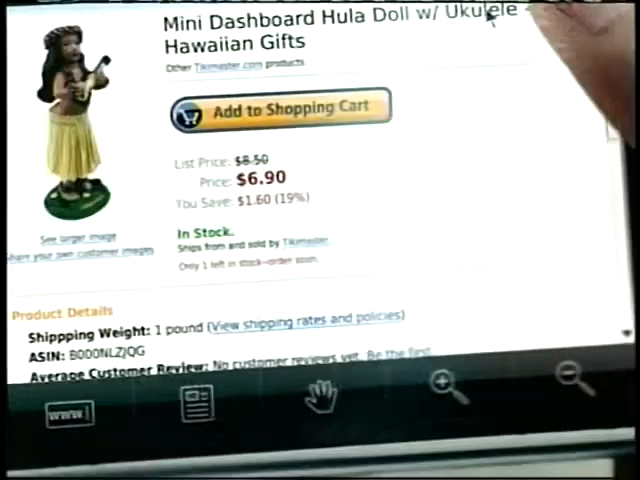 Mini Dashboard Hula Doll w/ Ukulele -
Hawaiian Gifts
Other Tikimaster.com products
Add to Shopping Cart
List Price: $8.50
Price: $6.90
You Save: $1.60 (19%)
In Stock.
Ships from and sold by Tikimaster.
Only 1 left in stock--order soon.
See larger image
Share your own customer images
Product Details
Shippping Weight: 1 pound (View shipping rates and policies)
ASIN: B000NLZJQG
Average Customer Review: No customer reviews yet. Be the first.
www